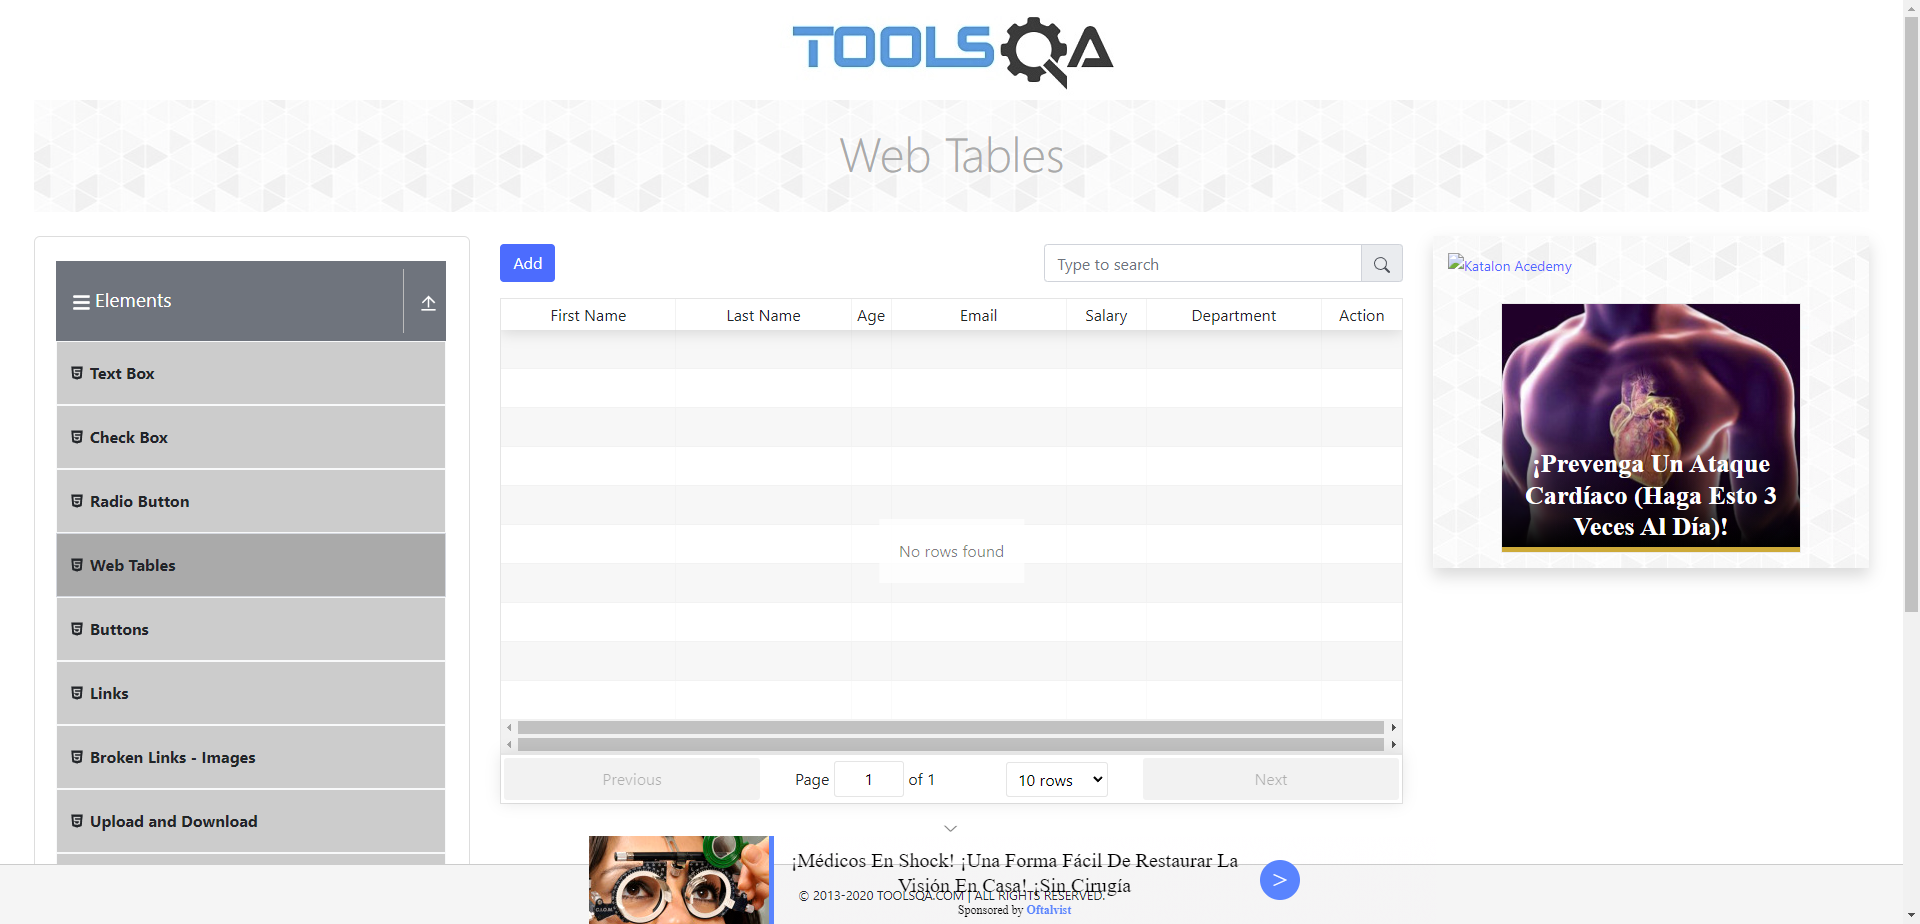 TOOLSQA
Web Tables
Elements
Text Box
Check Box
Radio Button
Web Tables
Buttons
Links
Broken Links - Images
Upload and Download
Add
Type to search
First Name Last Name Age Email Salary Department Action
No rows found
Previous Page 1 of 1 10 rows Next
Katalon Acedemy
¡Prevenga Un Ataque
Cardíaco (Haga Esto 3
Veces Al Día)!
¡Médicos En Shock! ¡Una Forma Fácil De Restaurar La
Visión En Casa! ¡Sin Cirugía
© 2013-2020 TOOLSQA.COM | ALL RIGHTS RESERVED.
Sponsored by Oftalvist
>